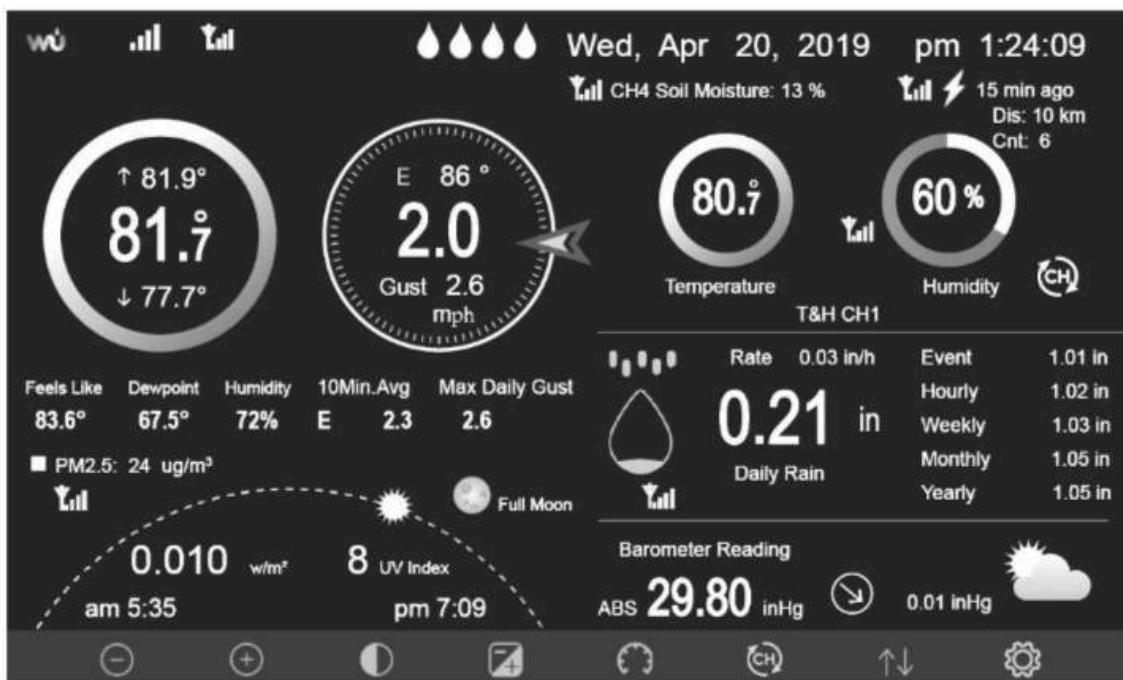 wu
Wed, Apr 20, 2019 pm 1:24:09
CH4 Soil Moisture: 13 %
15 min ago
Dis: 10 km
Cnt: 6
↑ 81.9°
81.7°
↓ 77.7°
E 86 °
2.0
Gust 2.6
mph
80.7°
Temperature
60 %
Humidity
CH
T&H CH1
Feels Like Dewpoint Humidity 10Min.Avg Max Daily Gust
83.6° 67.5° 72% E 2.3 2.6
PM2.5: 24 ug/m³
Full Moon
0.010 w/m² 8 UV Index
am 5:35 pm 7:09
Rate 0.03 in/h
0.21 in
Daily Rain
Event 1.01 in
Hourly 1.02 in
Weekly 1.03 in
Monthly 1.05 in
Yearly 1.05 in
Barometer Reading
ABS 29.80 inHg 0.01 inHg
CH